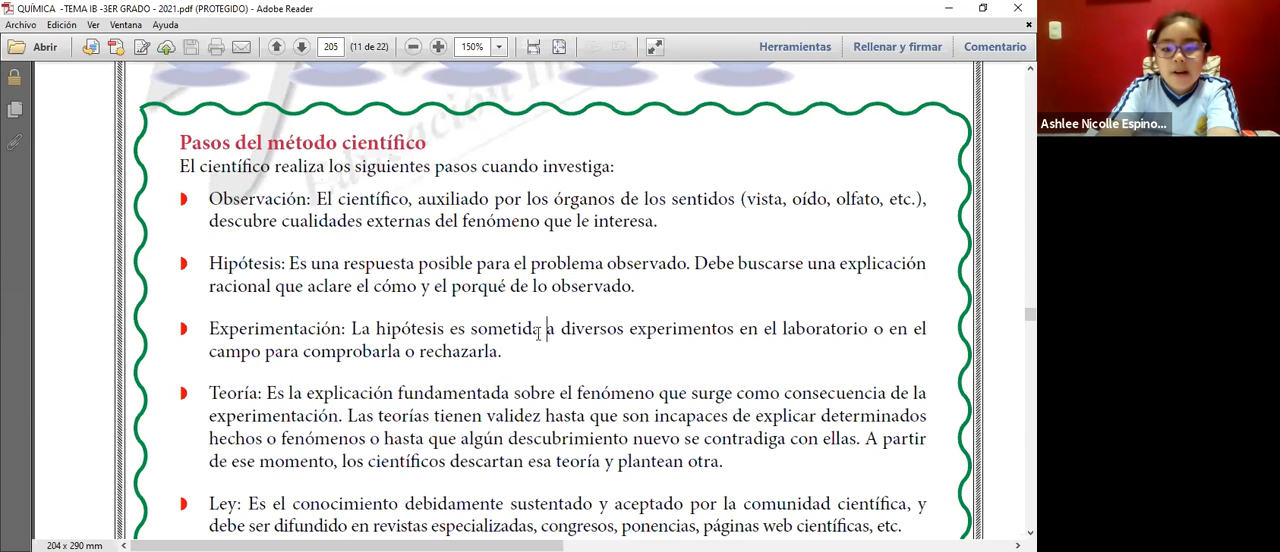 QUÍMICA -TEMA IB -3ER GRADO - 2021.pdf (PROTEGIDO) - Adobe Reader
Archivo Edición Ver Ventana Ayuda
Abrir 205 (11 de 22) 150% Herramientas Rellenar y firmar Comentario
Ashlee Nicolle Espino...
Educación In
Pasos del método científico
El científico realiza los siguientes pasos cuando investiga:
Observación: El científico, auxiliado por los órganos de los sentidos (vista, oído, olfato, etc.),
descubre cualidades externas del fenómeno que le interesa.
Hipótesis: Es una respuesta posible para el problema observado. Debe buscarse una explicación
racional que aclare el cómo y el porqué de lo observado.
Experimentación: La hipótesis es sometida a diversos experimentos en el laboratorio o en el
campo para comprobarla o rechazarla.
Teoría: Es la explicación fundamentada sobre el fenómeno que surge como consecuencia de la
experimentación. Las teorías tienen validez hasta que son incapaces de explicar determinados
hechos o fenómenos o hasta que algún descubrimiento nuevo se contradiga con ellas. A partir
de ese momento, los científicos descartan esa teoría y plantean otra.
Ley: Es el conocimiento debidamente sustentado y aceptado por la comunidad científica, y
debe ser difundido en revistas especializadas, congresos, ponencias, páginas web científicas, etc.
204 x 290 mm